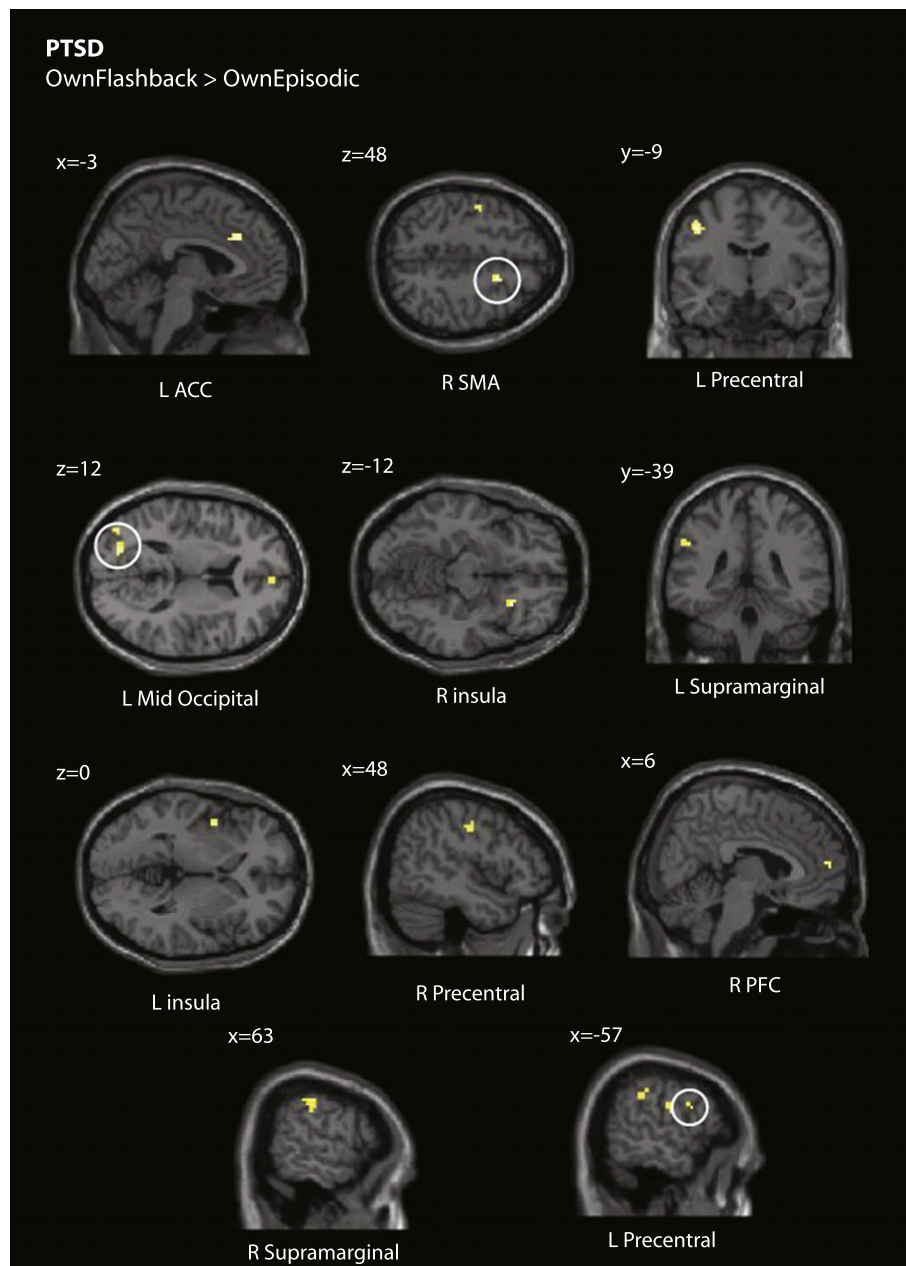 PTSD
OwnFlashback > OwnEpisodic
x=-3
z=48
y=-9
L ACC
R SMA
L Precentral
z=12
z=-12
y=-39
L Mid Occipital
R insula
L Supramarginal
z=0
x=48
x=6
L insula
R Precentral
R PFC
x=63
x=-57
R Supramarginal
L Precentral